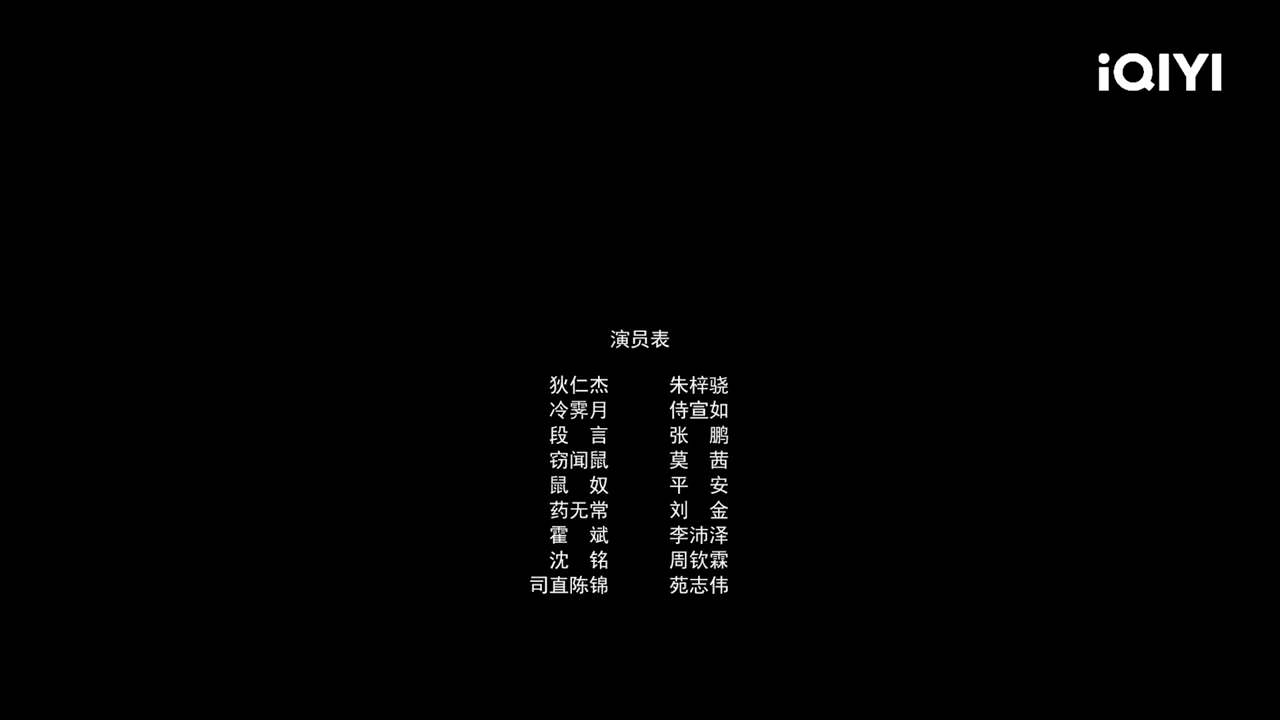 iQIYI
演员表
狄仁杰 朱梓骁
冷霁月 侍宣如
段 言 张 鹏
窃闻鼠 莫 茜
鼠 奴 平 安
药无常 刘 金
霍 斌 李沛泽
沈 铭 周钦霖
司直陈锦 苑志伟